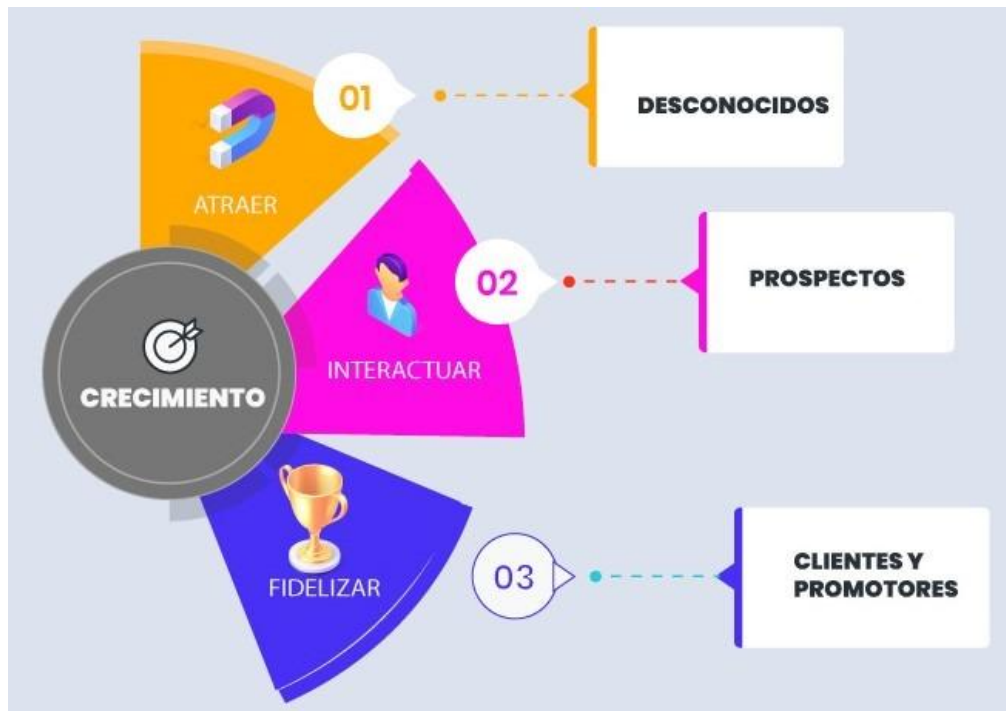 01
DESCONOCIDOS
ATRAER
02
PROSPECTOS
INTERACTUAR
CRECIMIENTO
03
CLIENTES Y
PROMOTORES
FIDELIZAR